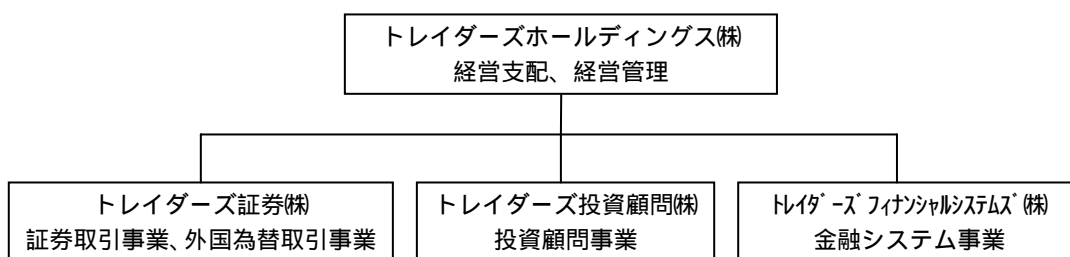 トレイダーズホールディングス㈱
経営支配、経営管理
トレイダーズ証券㈱
証券取引事業、外国為替取引事業
トレイダーズ投資顧問㈱
投資顧問事業
ﾄﾚｲﾀﾞｰｽﾞﾌｨﾅﾝｼｬﾙｼｽﾃﾑｽﾞ㈱
金融システム事業